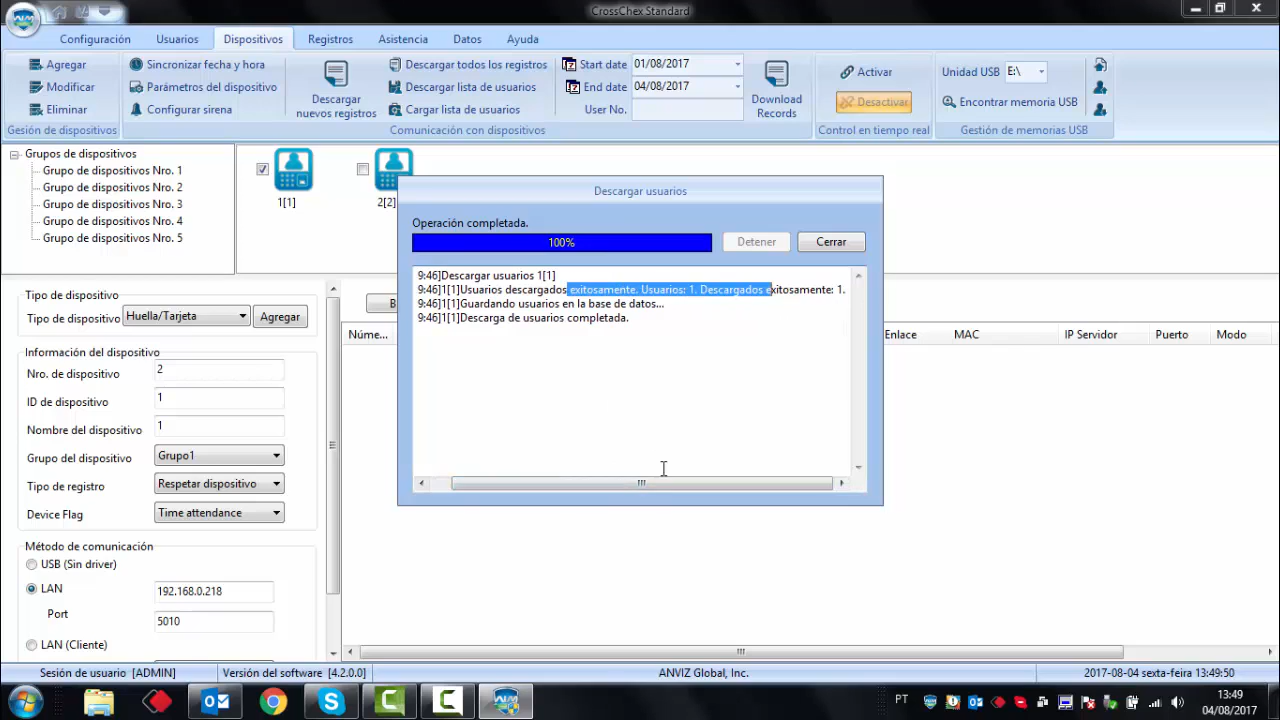 CrossChex Standard
Configuración Usuarios Dispositivos Registros Asistencia Datos Ayuda
Agregar
Modificar
Eliminar
Gesión de dispositivos
Sincronizar fecha y hora
Parámetros del dispositivo
Configurar sirena
Descargar
nuevos registros
Descargar todos los registros
Descargar lista de usuarios
Cargar lista de usuarios
Start date 01/08/2017
End date 04/08/2017
User No.
Download
Records
Comunicación con dispositivos
Activar
Desactivar
Control en tiempo real
Unidad USB E:\
Encontrar memoria USB
Gestión de memorias USB
Grupos de dispositivos
Grupo de dispositivos Nro. 1
Grupo de dispositivos Nro. 2
Grupo de dispositivos Nro. 3
Grupo de dispositivos Nro. 4
Grupo de dispositivos Nro. 5
1[1]
2[2]
Descargar usuarios
Operación completada.
100%
Detener
Cerrar
9:46]Descargar usuarios 1[1]
9:46]1[1]Usuarios descargados exitosamente. Usuarios: 1. Descargados exitosamente: 1.
9:46]1[1]Guardando usuarios en la base de datos...
9:46]1[1]Descarga de usuarios completada.
Tipo de dispositivo
Tipo de dispositivo Huella/Tarjeta Agregar
Información del dispositivo
Nro. de dispositivo 2
ID de dispositivo 1
Nombre del dispositivo 1
Grupo del dispositivo Grupo1
Tipo de registro Respetar dispositivo
Device Flag Time attendance
Método de comunicación
USB (Sin driver)
LAN 192.168.0.218
Port 5010
LAN (Cliente)
B
Núme... Enlace MAC IP Servidor Puerto Modo
Sesión de usuario [ADMIN] Versión del software [4.2.0.0] ANVIZ Global, Inc. 2017-08-04 sexta-feira 13:49:50
PT
13:49
04/08/2017